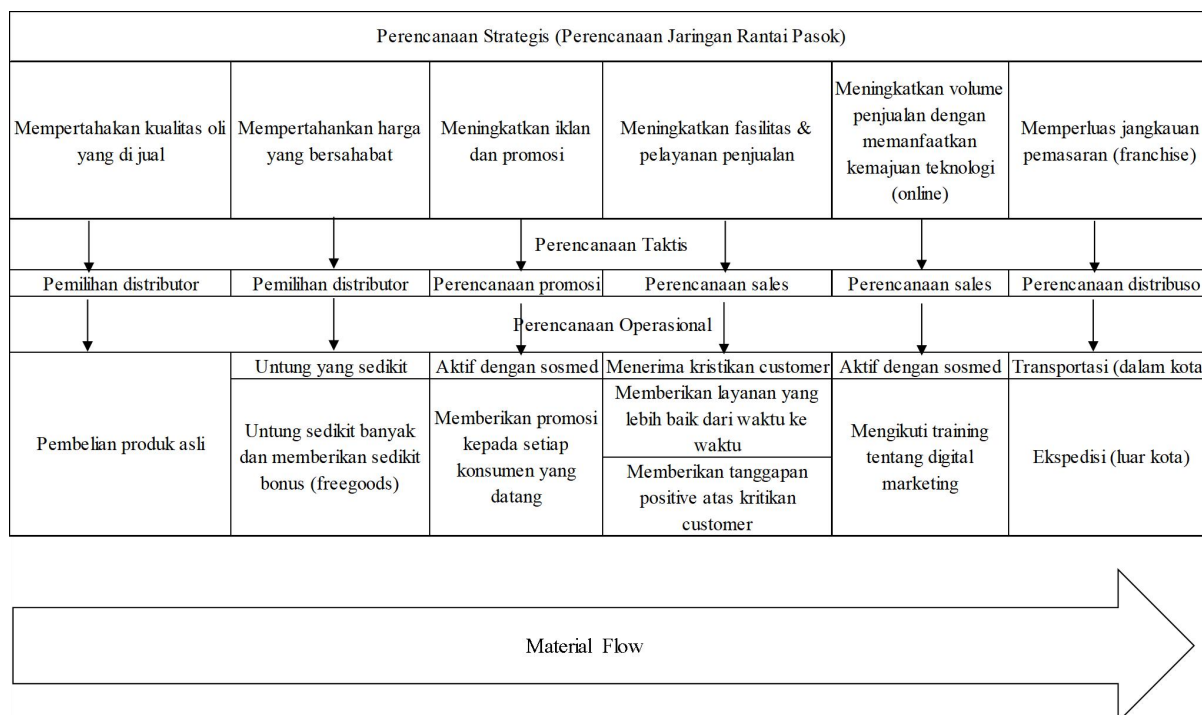 Perencanaan Strategis (Perencanaan Jaringan Rantai Pasok)
Mempertahakan kualitas oli
yang di jual
Mempertahankan harga
yang bersahabat
Meningkatkan iklan
dan promosi
Meningkatkan fasilitas &
pelayanan penjualan
Meningkatkan volume
penjualan dengan
memanfaatkan
kemajuan teknologi
(online)
Memperluas jangkauan
pemasaran (franchise)
Perencanaan Taktis
Pemilihan distributor
Pemilihan distributor
Perencanaan promosi
Perencanaan sales
Perencanaan sales
Perencanaan distribuso
Perencanaan Operasional
Pembelian produk asli
Untung yang sedikit
Untung sedikit banyak
dan memberikan sedikit
bonus (freegoods)
Aktif dengan sosmed
Memberikan promosi
kepada setiap
konsumen yang
datang
Menerima kristikan customer
Memberikan layanan yang
lebih baik dari waktu ke
waktu
Memberikan tanggapan
positive atas kritikan
customer
Aktif dengan sosmed
Mengikuti training
tentang digital
marketing
Transportasi (dalam kota
Ekspedisi (luar kota)
Material Flow